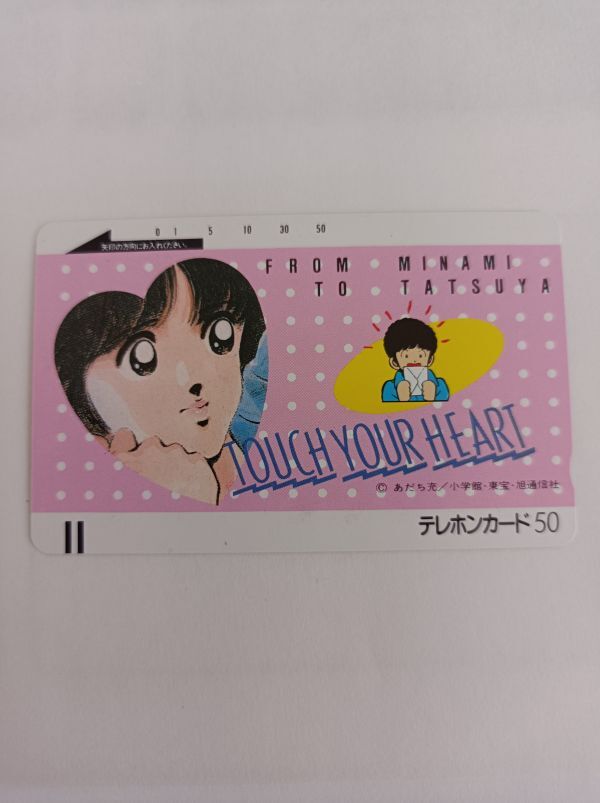 0 1 5 10 30 50
矢印の方向にお入れください。
FROM MINAMI
TO TATSUYA
TOUCH YOUR HEART
© あだち充／小学館・東宝・旭通信社
テレホンカード 50